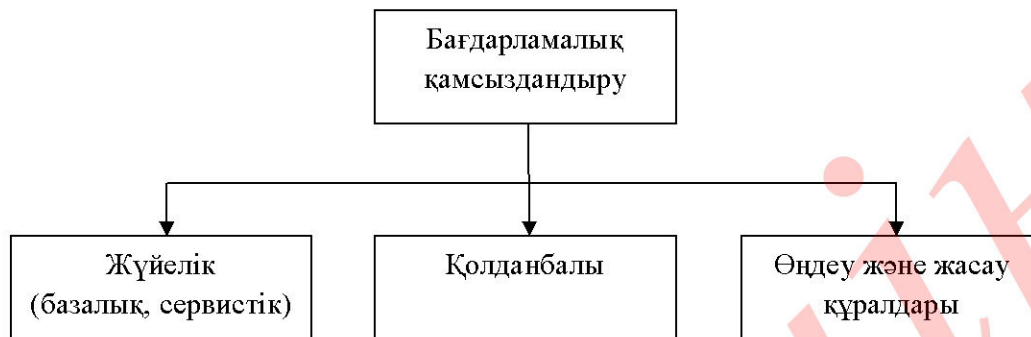 Бағдарламалық
қамсыздандыру
Жүйелік
(базалық, сервистік)
Қолданбалы
Өңдеу және жасау
құралдары